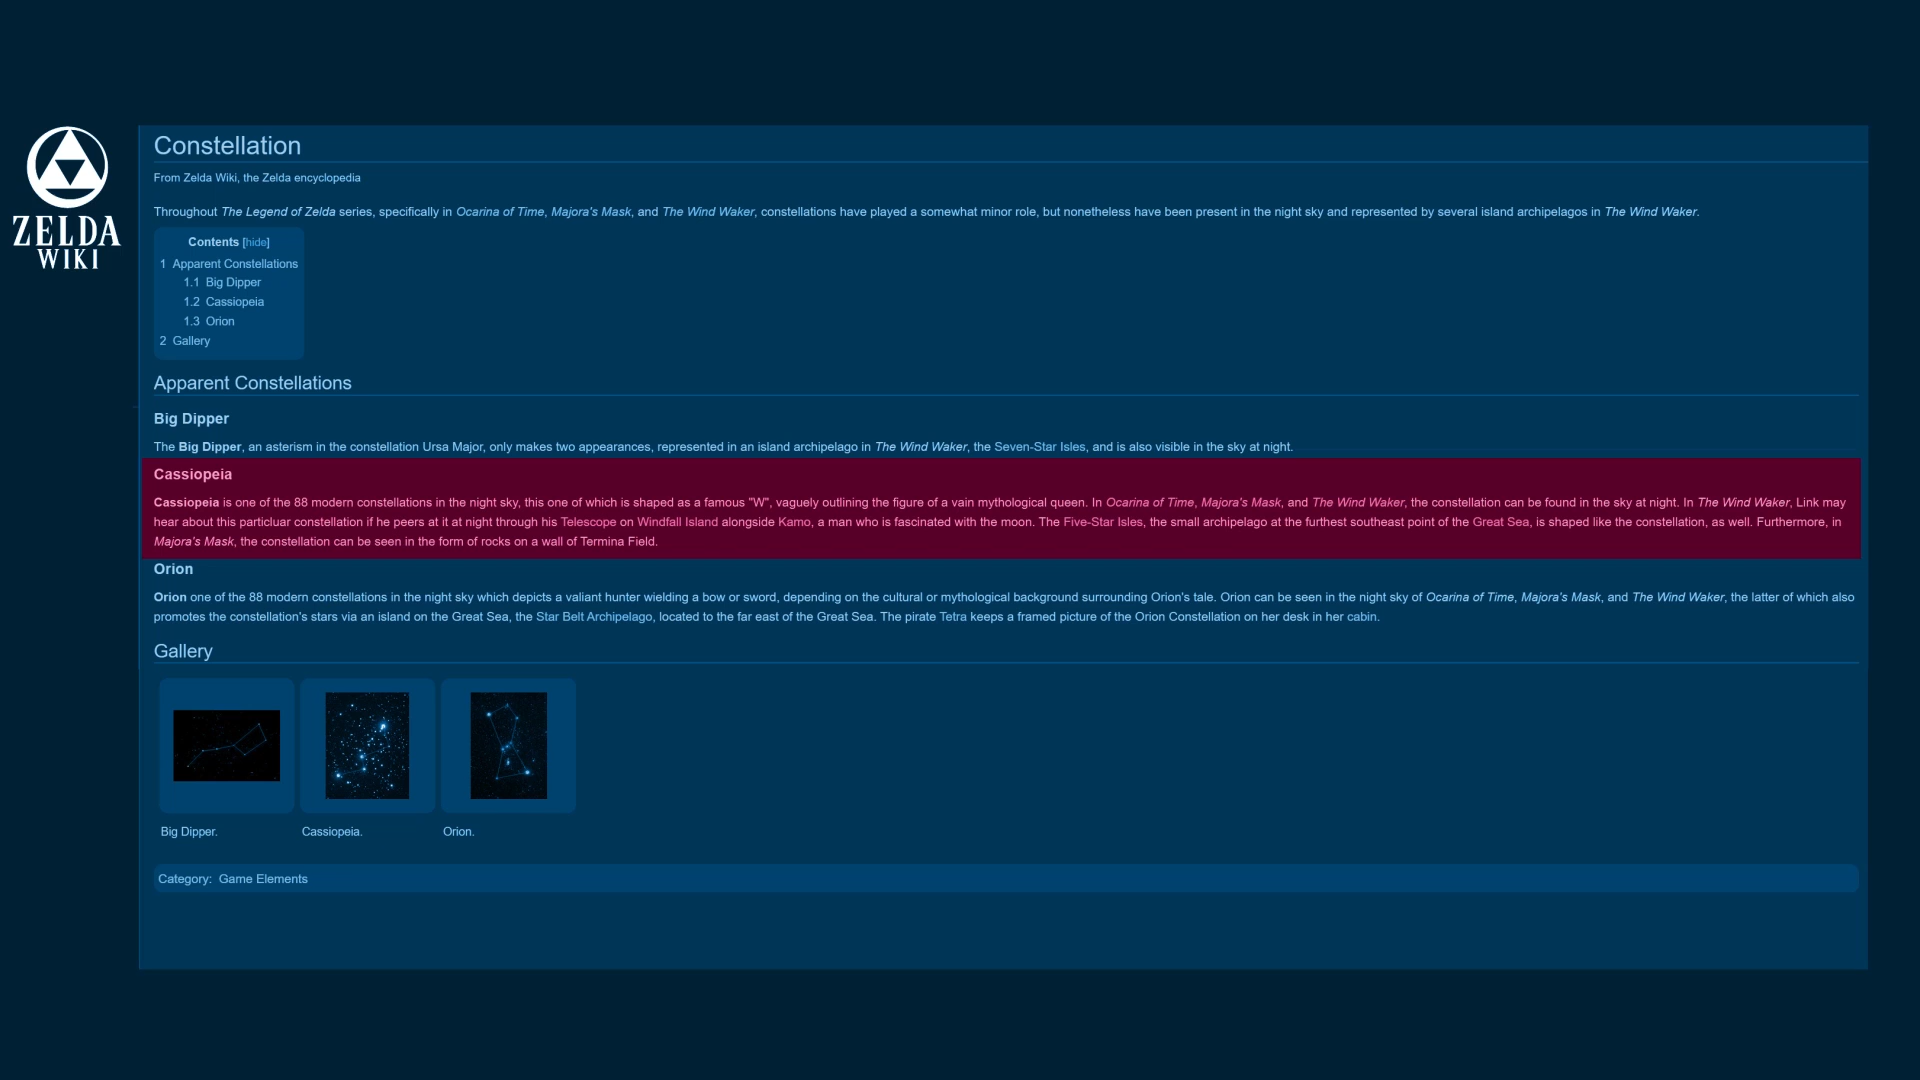 ZELDA
WIKI
Constellation
From Zelda Wiki, the Zelda encyclopedia
Throughout The Legend of Zelda series, specifically in Ocarina of Time, Majora's Mask, and The Wind Waker, constellations have played a somewhat minor role, but nonetheless have been present in the night sky and represented by several island archipelagos in The Wind Waker.
Contents [hide]
1 Apparent Constellations
1.1 Big Dipper
1.2 Cassiopeia
1.3 Orion
2 Gallery
Apparent Constellations
Big Dipper
The Big Dipper, an asterism in the constellation Ursa Major, only makes two appearances, represented in an island archipelago in The Wind Waker, the Seven-Star Isles, and is also visible in the sky at night.
Cassiopeia
Cassiopeia is one of the 88 modern constellations in the night sky, this one of which is shaped as a famous "W", vaguely outlining the figure of a vain mythological queen. In Ocarina of Time, Majora's Mask, and The Wind Waker, the constellation can be found in the sky at night. In The Wind Waker, Link may
hear about this particluar constellation if he peers at it at night through his Telescope on Windfall Island alongside Kamo, a man who is fascinated with the moon. The Five-Star Isles, the small archipelago at the furthest southeast point of the Great Sea, is shaped like the constellation, as well. Furthermore, in
Majora's Mask, the constellation can be seen in the form of rocks on a wall of Termina Field.
Orion
Orion one of the 88 modern constellations in the night sky which depicts a valiant hunter wielding a bow or sword, depending on the cultural or mythological background surrounding Orion's tale. Orion can be seen in the night sky of Ocarina of Time, Majora's Mask, and The Wind Waker, the latter of which also
promotes the constellation's stars via an island on the Great Sea, the Star Belt Archipelago, located to the far east of the Great Sea. The pirate Tetra keeps a framed picture of the Orion Constellation on her desk in her cabin.
Gallery
Big Dipper.
Cassiopeia.
Orion.
Category: Game Elements